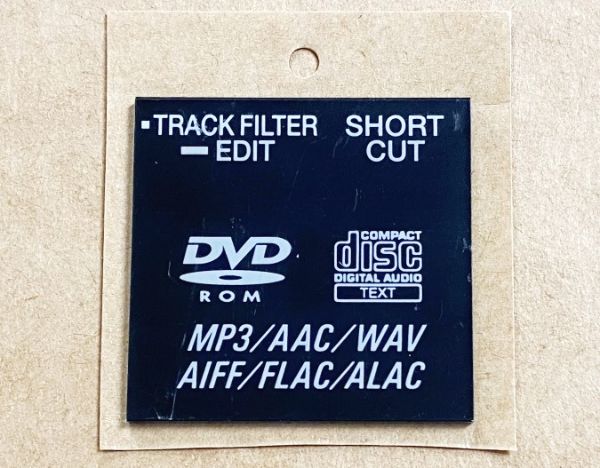 TRACK FILTER SHORT
EDIT CUT
DVD
ROM
COMPACT
disc
DIGITAL AUDIO
TEXT
MP3/AAC/WAV
AIFF/FLAC/ALAC